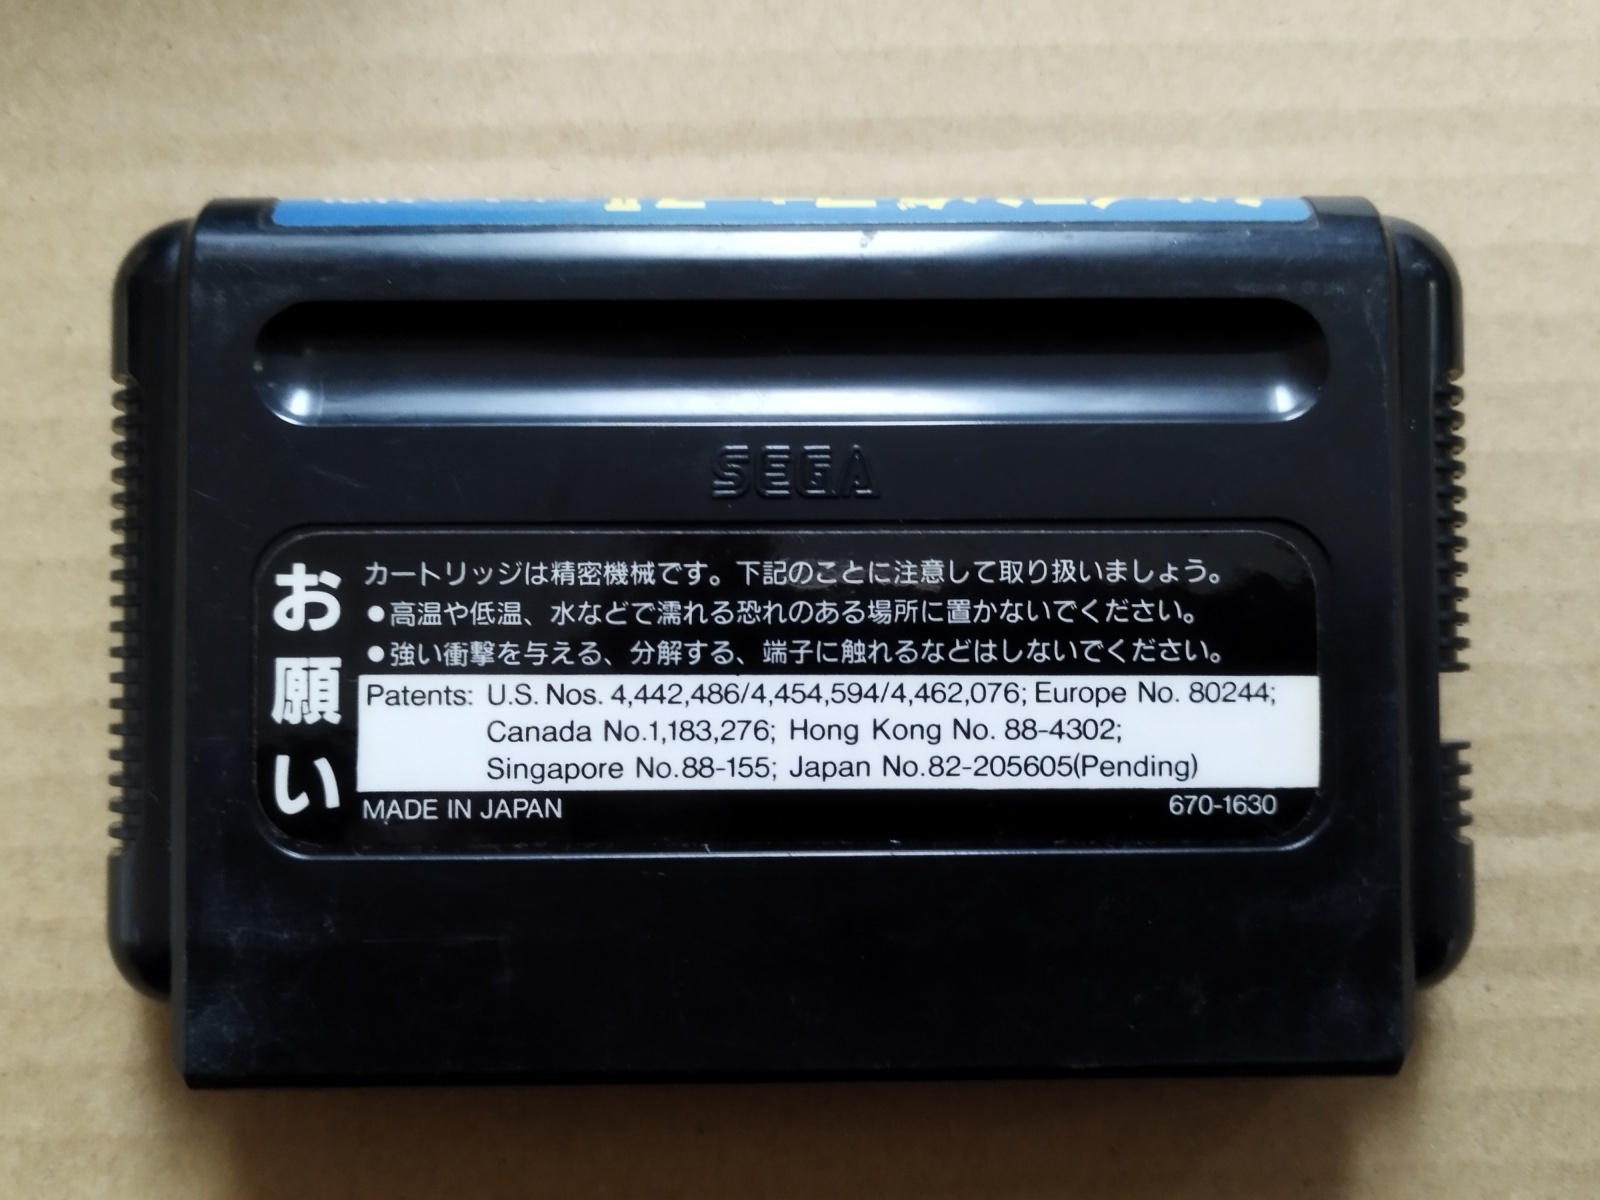 SEGA
お願い
カートリッジは精密機械です。下記のことに注意して取り扱いましょう。
●高温や低温、水などで濡れる恐れのある場所に置かないでください。
●強い衝撃を与える、分解する、端子に触れるなどはしないでください。
Patents: U.S. Nos. 4,442,486/4,454,594/4,462,076; Europe No. 80244;
Canada No.1,183,276; Hong Kong No. 88-4302;
Singapore No.88-155; Japan No.82-205605(Pending)
MADE IN JAPAN 670-1630